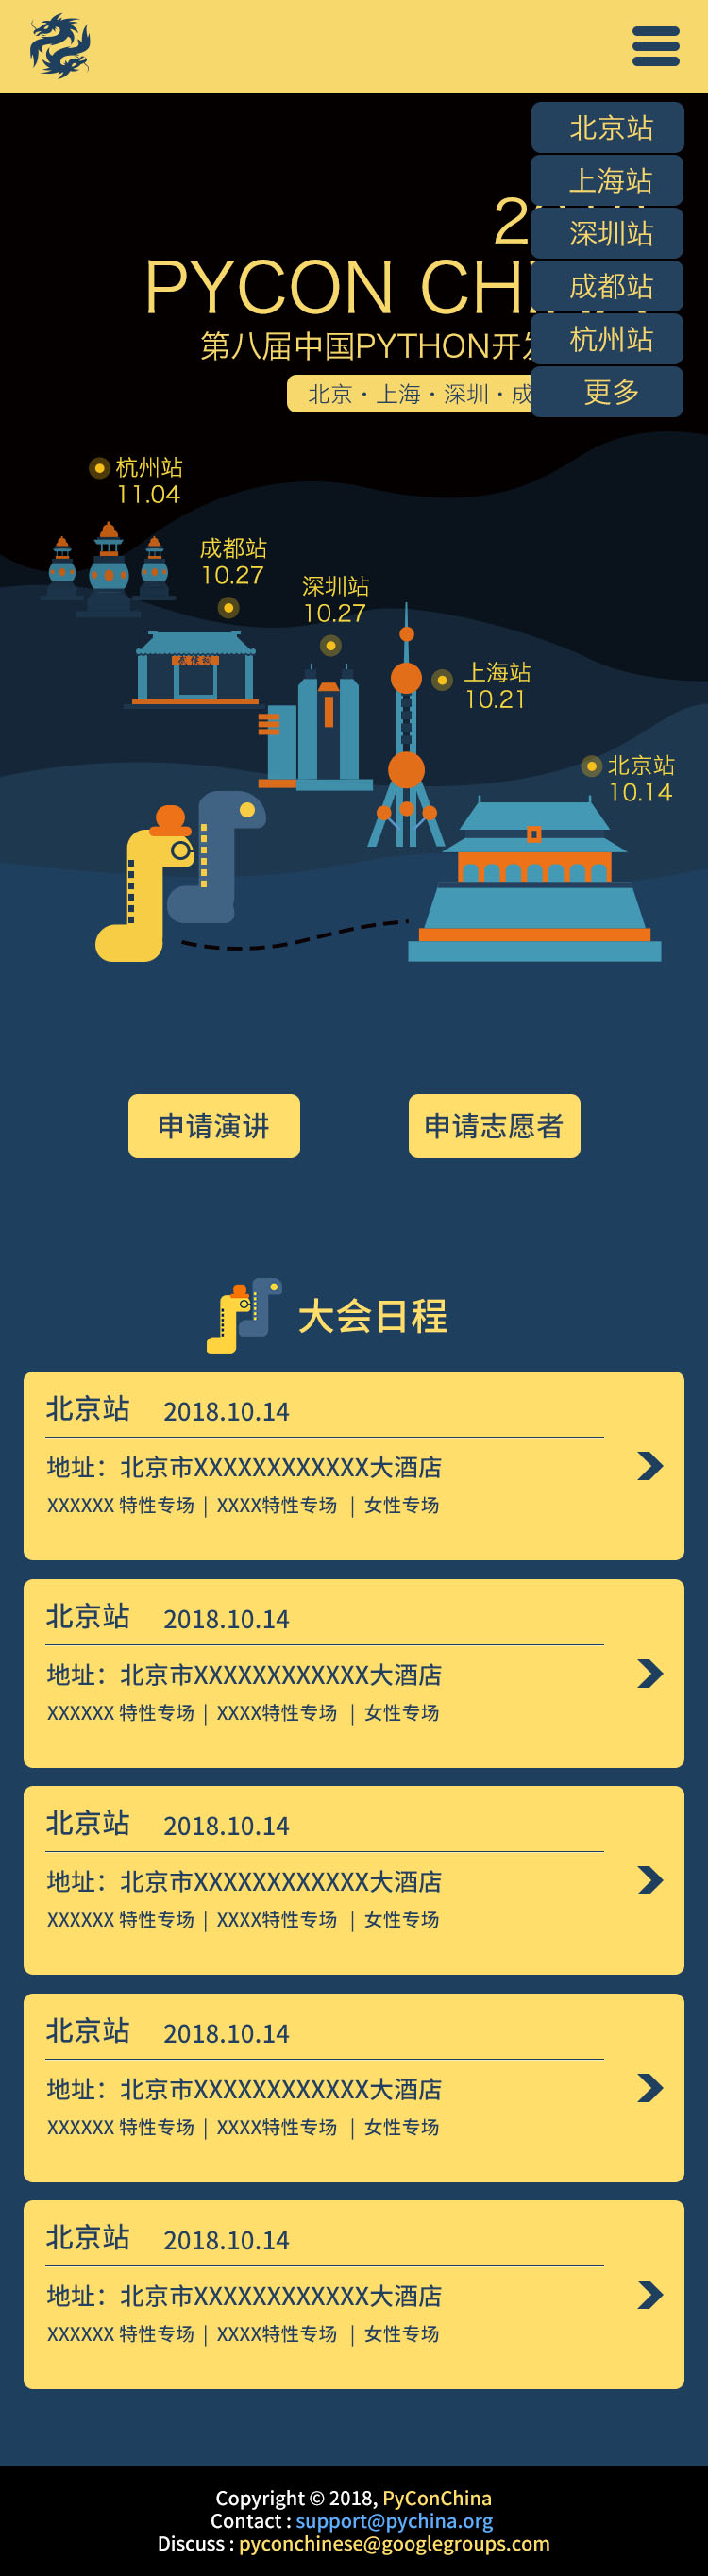 北京站
上海站
深圳站
成都站
杭州站
更多
PYCON CH
第八届中国PYTHON开
北京·上海·深圳·成
杭州站
11.04
成都站
10.27
深圳站
10.27
上海站
10.21
北京站
10.14
申请演讲
申请志愿者
大会日程
北京站 2018.10.14
地址：北京市XXXXXXXXXXXX大酒店
XXXXXX 特性专场 | XXXX特性专场 | 女性专场
北京站 2018.10.14
地址：北京市XXXXXXXXXXXX大酒店
XXXXXX 特性专场 | XXXX特性专场 | 女性专场
北京站 2018.10.14
地址：北京市XXXXXXXXXXXX大酒店
XXXXXX 特性专场 | XXXX特性专场 | 女性专场
北京站 2018.10.14
地址：北京市XXXXXXXXXXXX大酒店
XXXXXX 特性专场 | XXXX特性专场 | 女性专场
北京站 2018.10.14
地址：北京市XXXXXXXXXXXX大酒店
XXXXXX 特性专场 | XXXX特性专场 | 女性专场
Copyright © 2018, PyConChina
Contact : support@pychina.org
Discuss : pyconchinese@googlegroups.com